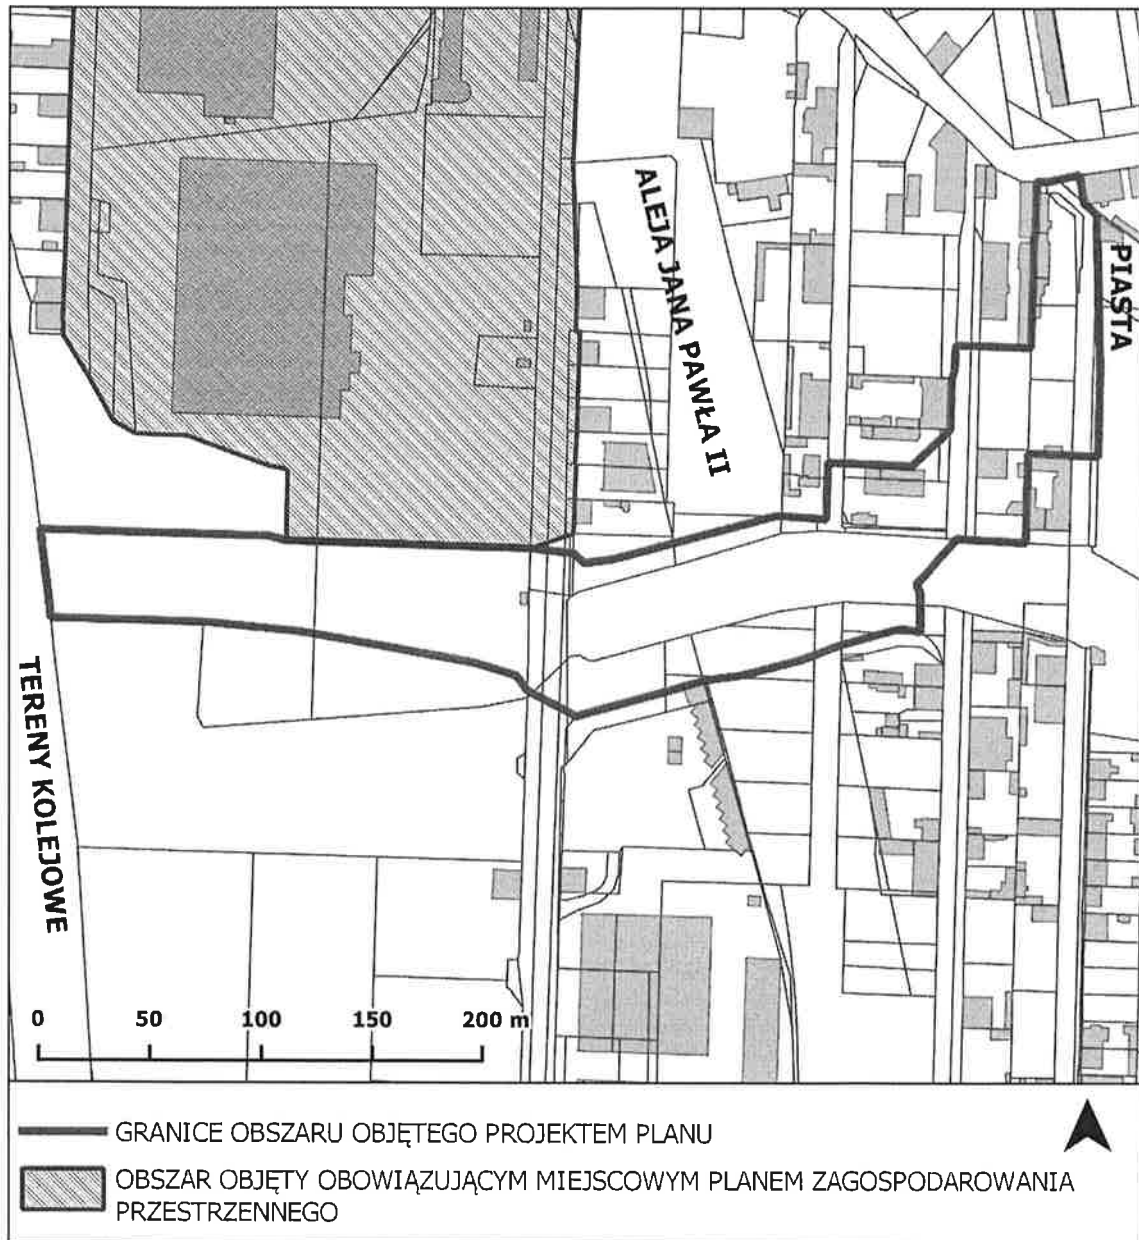 ALEJA JANA PAWŁA II
PIASTA
TERENY KOLEJOWE
0 50 100 150 200 m
GRANICE OBSZARU OBJĘTEGO PROJEKTEM PLANU
OBSZAR OBJĘTY OBOWIĄZUJĄCYM MIEJSCOWYM PLANEM ZAGOSPODAROWANIA
PRZESTRZENNEGO